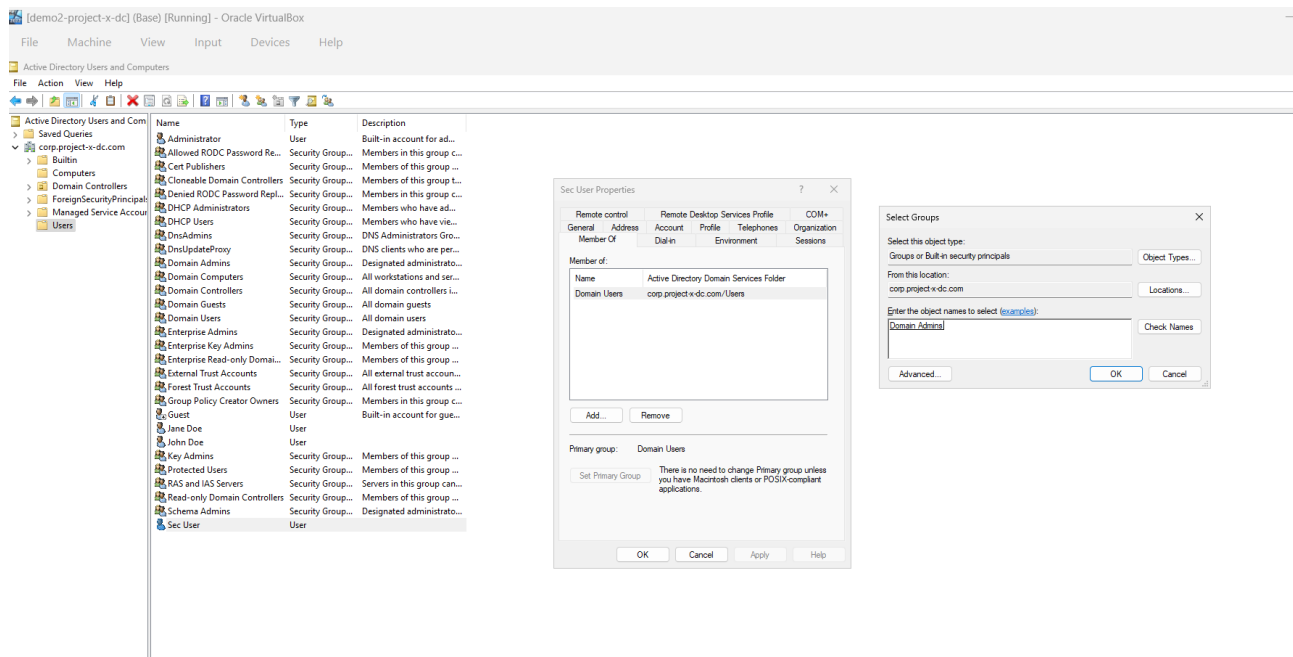 [demo2-project-x-dc] (Base) [Running] - Oracle VirtualBox
File Machine View Input Devices Help
Active Directory Users and Computers
File Action View Help
Active Directory Users and Com
Saved Queries
corp.project-x-dc.com
Builtin
Computers
Domain Controllers
ForeignSecurityPrincipals
Managed Service Accour
Users
Name Type Description
Administrator User Built-in account for ad...
Allowed RODC Password Re... Security Group... Members in this group c...
Cert Publishers Security Group... Members of this group ...
Cloneable Domain Controllers Security Group... Members of this group t...
Denied RODC Password Repl... Security Group... Members in this group c...
DHCP Administrators Security Group... Members who have ad...
DHCP Users Security Group... Members who have vie...
DnsAdmins Security Group... DNS Administrators Gro...
DnsUpdateProxy Security Group... DNS clients who are per...
Domain Admins Security Group... Designated administrato...
Domain Computers Security Group... All workstations and ser...
Domain Controllers Security Group... All domain controllers i...
Domain Guests Security Group... All domain guests
Domain Users Security Group... All domain users
Enterprise Admins Security Group... Designated administrato...
Enterprise Key Admins Security Group... Members of this group ...
Enterprise Read-only Domai... Security Group... Members of this group ...
External Trust Accounts Security Group... All external trust accoun...
Forest Trust Accounts Security Group... All forest trust accounts ...
Group Policy Creator Owners Security Group... Members in this group c...
Guest User Built-in account for gue...
Jane Doe User
John Doe User
Key Admins Security Group... Members of this group ...
Protected Users Security Group... Members of this group ...
RAS and IAS Servers Security Group... Servers in this group can...
Read-only Domain Controllers Security Group... Members of this group ...
Schema Admins Security Group... Designated administrato...
Sec User User
Sec User Properties ?
Remote control Remote Desktop Services Profile COM+
General Address Account Profile Telephones Organization
Member Of Dial-in Environment Sessions
Member of:
Name Active Directory Domain Services Folder
Domain Users corp.project-x-dc.com/Users
Add... Remove
Primary group: Domain Users
Set Primary Group
There is no need to change Primary group unless
you have Macintosh clients or POSIX-compliant
applications.
OK Cancel Apply Help
Select Groups
Select this object type:
Groups or Built-in security principals Object Types...
From this location:
corp.project-x-dc.com Locations...
Enter the object names to select (examples):
Domain Admins Check Names
Advanced... OK Cancel